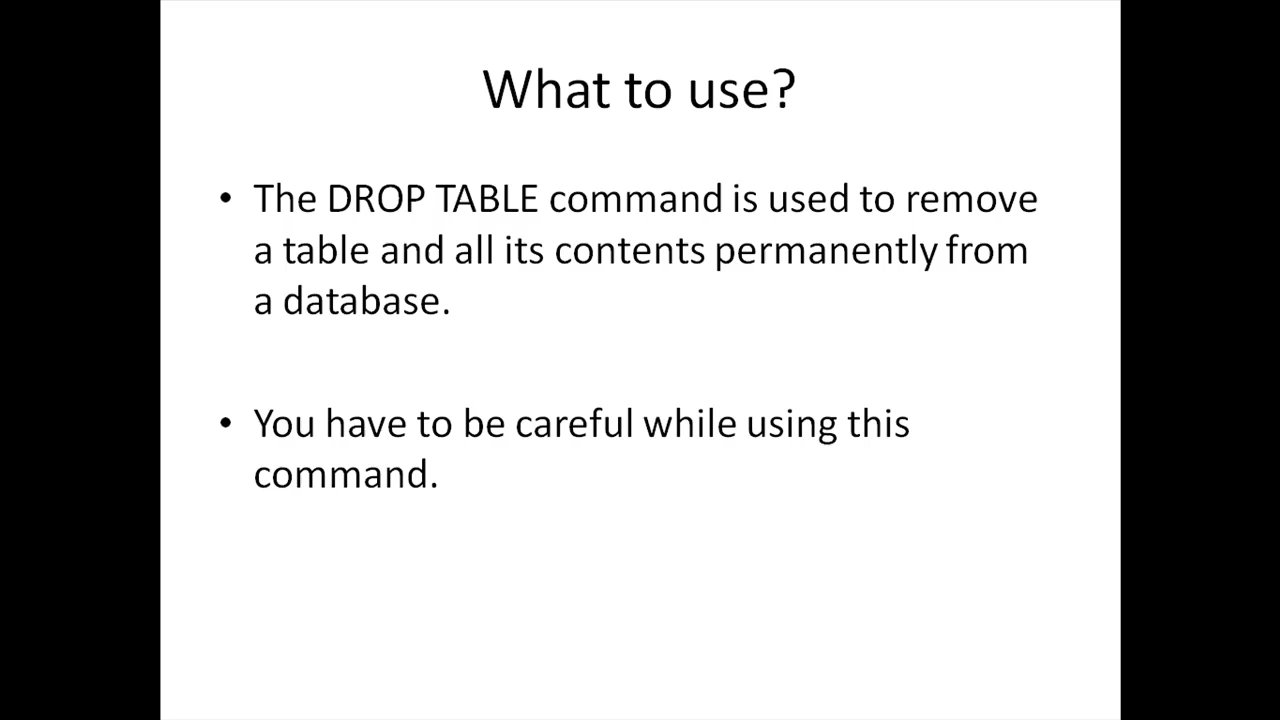 What to use?
• The DROP TABLE command is used to remove
a table and all its contents permanently from
a database.
• You have to be careful while using this
command.